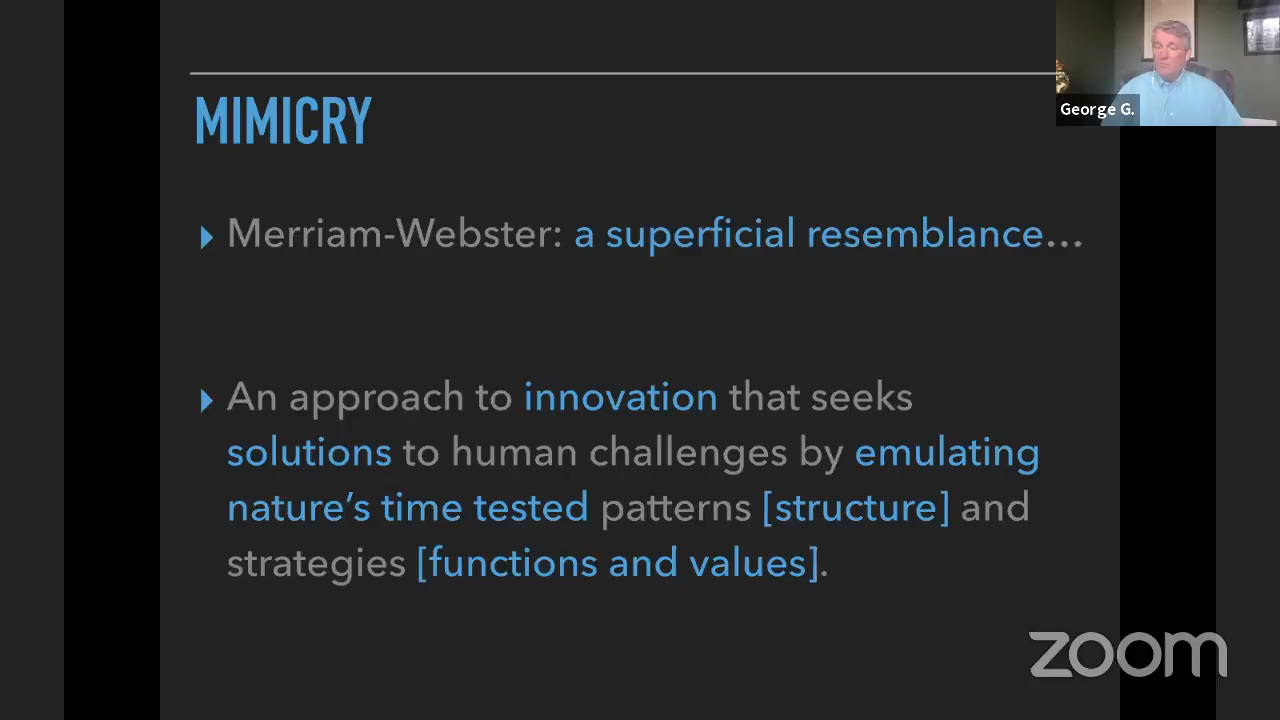 MIMICRY
George G.
Merriam-Webster: a superficial resemblance…
An approach to innovation that seeks
solutions to human challenges by emulating
nature’s time tested patterns [structure] and
strategies [functions and values].
zoom